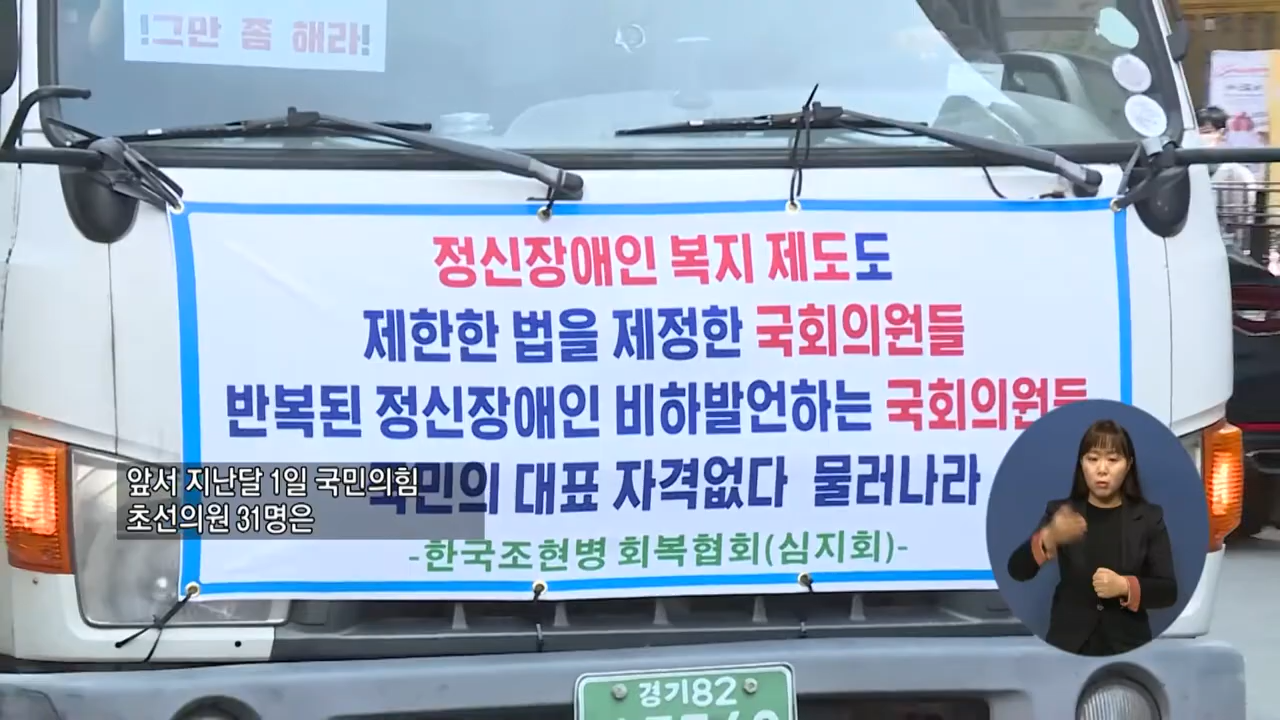 !그만 좀 해라!
정신장애인 복지 제도도
제한한 법을 제정한 국회의원들
반복된 정신장애인 비하발언하는 국회의원들
국민의 대표 자격없다 물러나라
-한국조현병 회복협회(심지회)-
앞서 지난달 1일 국민의힘
초선의원 31명은
경기82